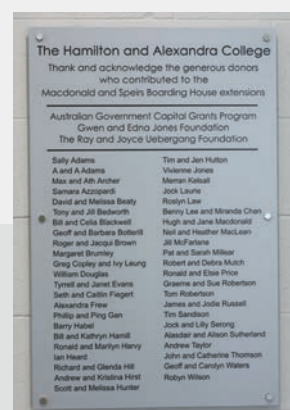 The Hamilton and Alexandra College
Thank and acknowledge the generous donors
who contributed to the
Macdonald and Speirs Boarding House extensions
Australian Government Capital Grants Program
Gwen and Edna Jones Foundation
The Ray and Joyce Uebergang Foundation
Sally Adams
A and A Adams
Max and Ath Archer
Samara Azzopardi
David and Melissa Beaty
Tony and Jill Bedworth
Bill and Celia Blackwell
Geoff and Barbara Botterill
Roger and Jacqui Brown
Margaret Brumley
Greg Copley and Ivy Leung
William Douglas
Tyrrell and Janet Evans
Seth and Caitlin Fiegert
Alexandra Frew
Phillip and Ping Gan
Barry Habel
Bill and Kathryn Hamill
Ronald and Marilyn Harvy
Ian Heard
Richard and Glenda Hill
Andrew and Kristina Hirst
Scott and Melissa Hunter
Tim and Jen Hutton
Vivienne Jones
Merran Kelsall
Jock Laurie
Roslyn Law
Benny Lee and Miranda Chan
Hugh and Jane Macdonald
Neil and Heather MacLean
Jill McFarlane
Pat and Sarah Millear
Robert and Debra Mutch
Ronald and Elsie Price
Graeme and Sue Robertson
Tom Robertson
James and Jodie Russell
Tim Sandison
Jock and Lilly Serong
Alasdair and Alison Sutherland
Andrew Taylor
John and Catherine Thomson
Geoff and Carolyn Waters
Robyn Wilson